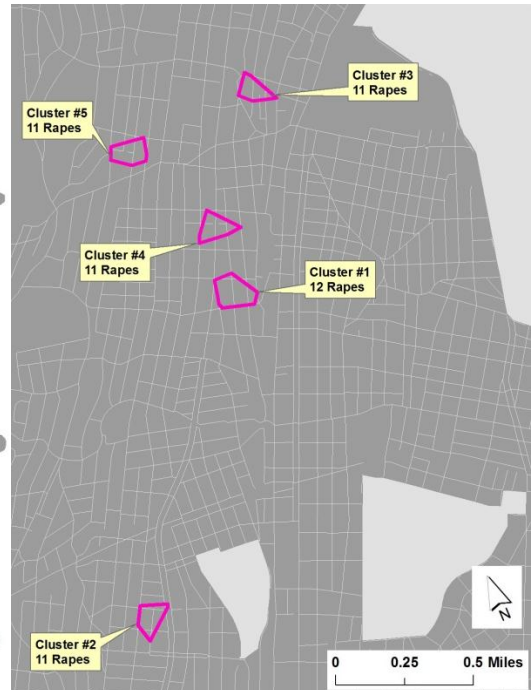 Cluster #3
11 Rapes
Cluster #5
11 Rapes
Cluster #4
11 Rapes
Cluster #1
12 Rapes
Cluster #2
11 Rapes
N
0 0.25 0.5 Miles